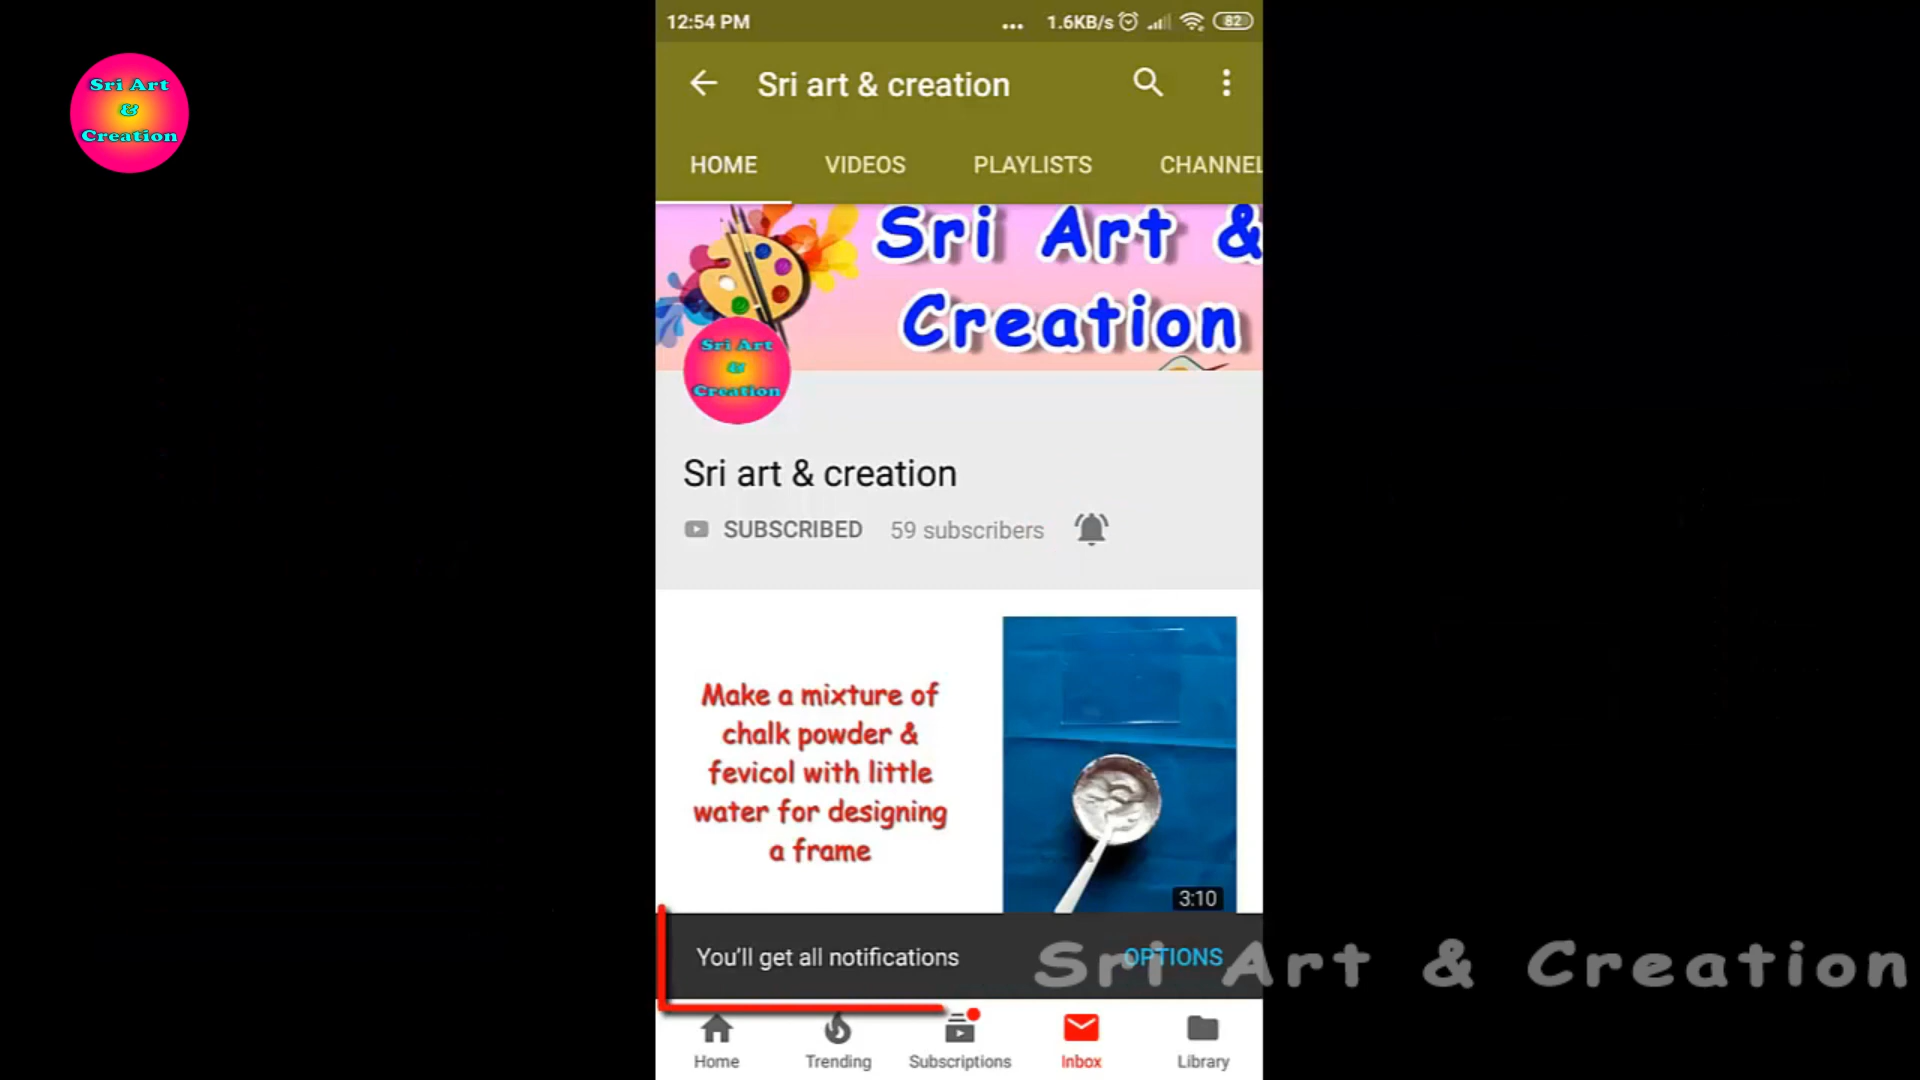 12:54 PM ... 1.6KB/s 82
Sri Art
&
Creation
Sri art & creation
HOME VIDEOS PLAYLISTS CHANNEL
Sri Art &
Creation
Sri Art
&
Creation
Sri art & creation
SUBSCRIBED 59 subscribers
Make a mixture of
chalk powder &
fevicol with little
water for designing
a frame
3:10
You'll get all notifications OPTIONS
Sri Art & Creation
Home Trending Subscriptions Inbox Library